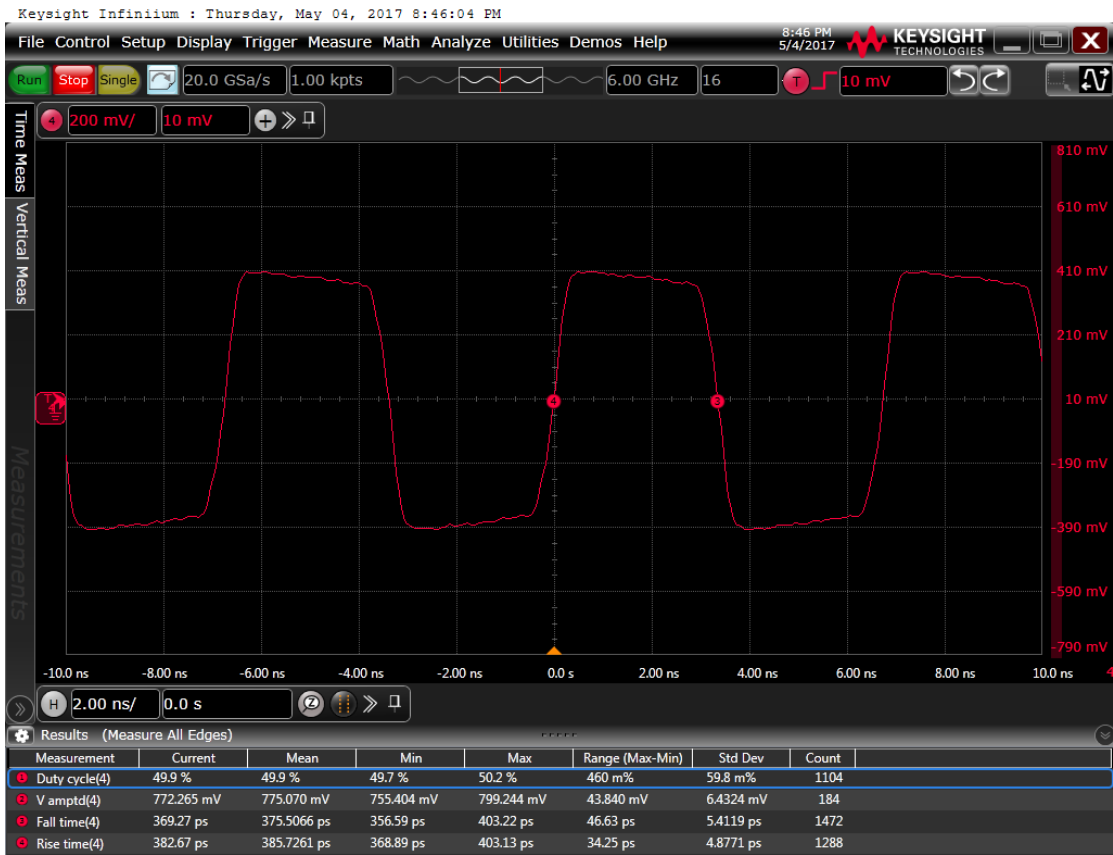 Keysight Infiniium : Thursday, May 04, 2017 8:46:04 PM
File Control Setup Display Trigger Measure Math Analyze Utilities Demos Help
8:46 PM
5/4/2017
KEYSIGHT
TECHNOLOGIES
Run Stop Single 20.0 GSa/s 1.00 kpts 6.00 GHz 16 T 10 mV
4 200 mV/ 10 mV
Time Meas
Vertical Meas
Measurements
810 mV
610 mV
410 mV
210 mV
10 mV
-190 mV
-390 mV
-590 mV
-790 mV
T
4
3
-10.0 ns -8.00 ns -6.00 ns -4.00 ns -2.00 ns 0.0 s 2.00 ns 4.00 ns 6.00 ns 8.00 ns 10.0 ns 4
H 2.00 ns/ 0.0 s Z
Results (Measure All Edges)
Measurement Current Mean Min Max Range (Max-Min) Std Dev Count
1 Duty cycle(4) 49.9 % 49.9 % 49.7 % 50.2 % 460 m% 59.8 m% 1104
2 V amptd(4) 772.265 mV 775.070 mV 755.404 mV 799.244 mV 43.840 mV 6.4324 mV 184
3 Fall time(4) 369.27 ps 375.5066 ps 356.59 ps 403.22 ps 46.63 ps 5.4119 ps 1472
4 Rise time(4) 382.67 ps 385.7261 ps 368.89 ps 403.13 ps 34.25 ps 4.8771 ps 1288